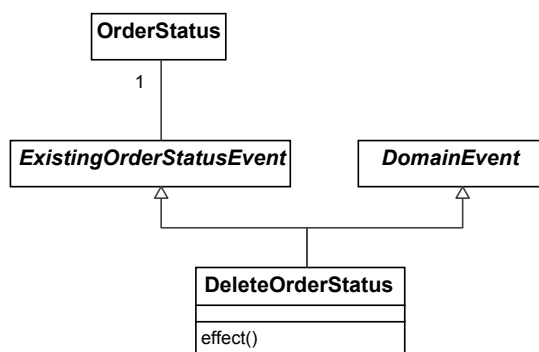 OrderStatus
1
ExistingOrderStatusEvent
DomainEvent
DeleteOrderStatus
effect()